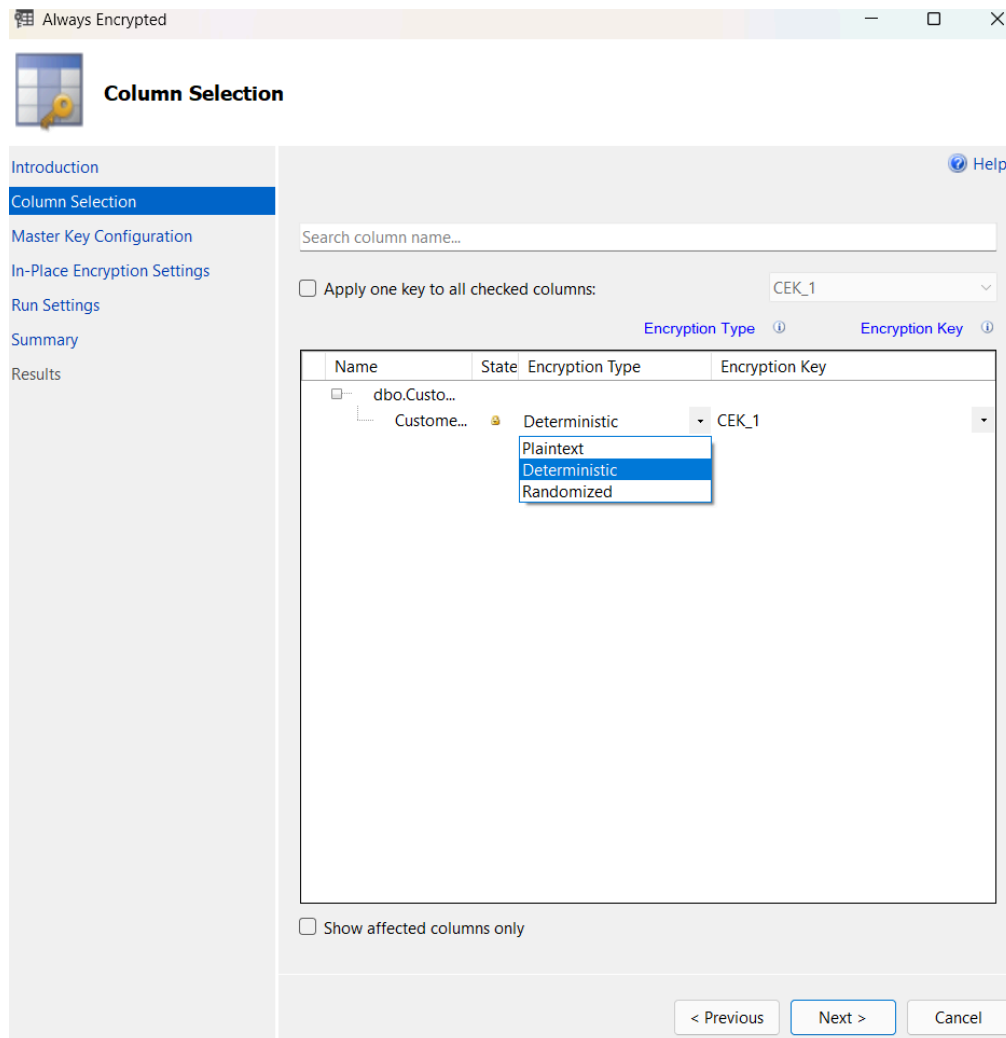 Always Encrypted
Column Selection
Introduction
Column Selection
Master Key Configuration
In-Place Encryption Settings
Run Settings
Summary
Results
Help
Search column name...
Apply one key to all checked columns: CEK_1
Encryption Type Encryption Key
Name State Encryption Type Encryption Key
dbo.Custo...
Custome... Deterministic CEK_1
Plaintext
Deterministic
Randomized
Show affected columns only
< Previous Next > Cancel